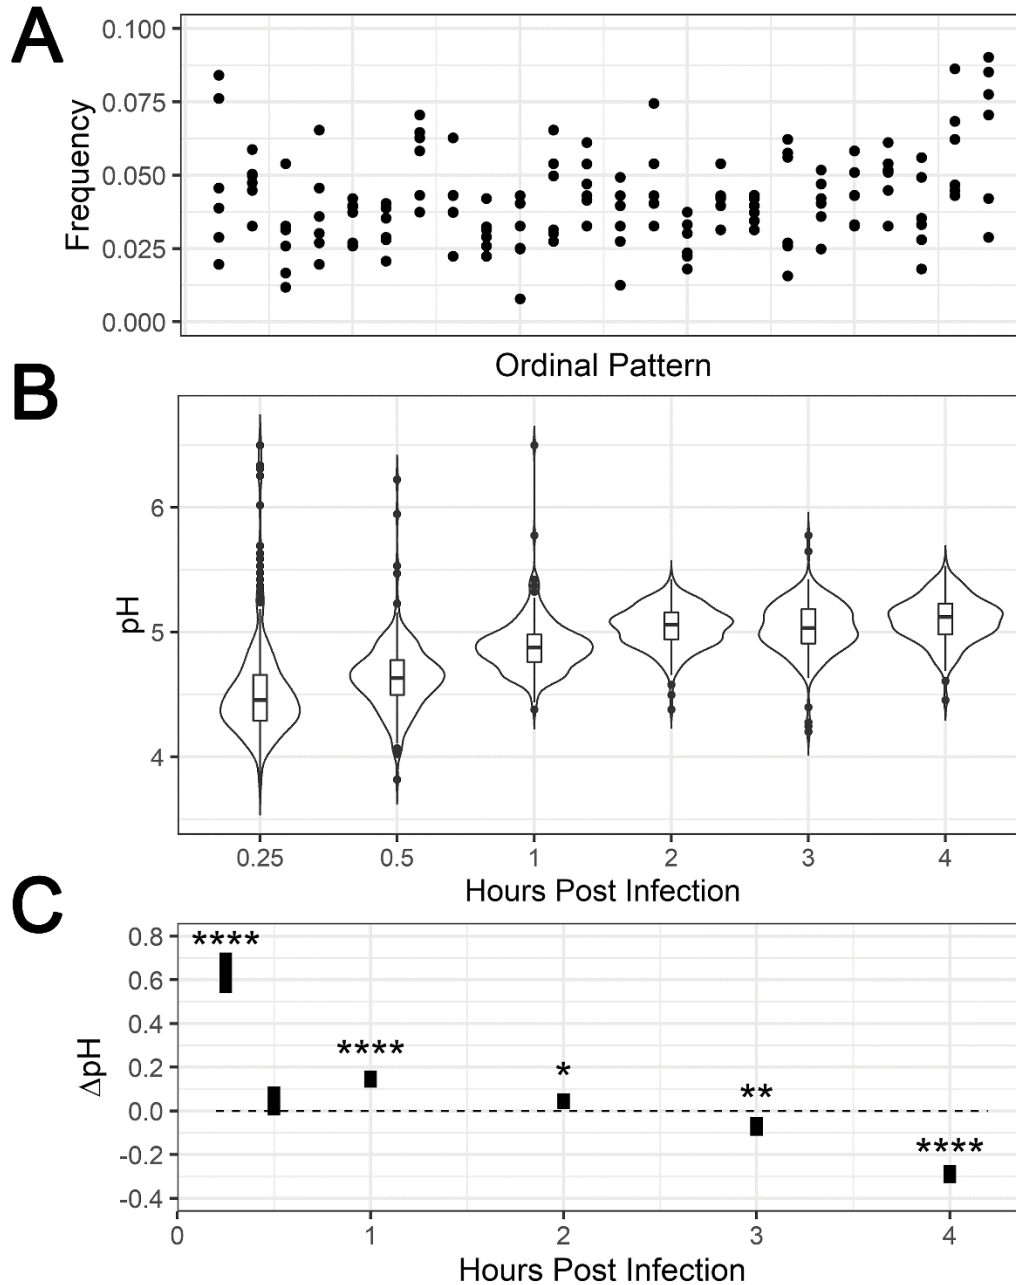 A
Frequency
0.100
0.075
0.050
0.025
0.000
Ordinal Pattern
B
pH
6
5
4
0.25 0.5 1 2 3 4
Hours Post Infection
C
ΔpH
0.8
0.6
0.4
0.2
0.0
-0.2
-0.4
****
****
*
**
****
0 1 2 3 4
Hours Post Infection